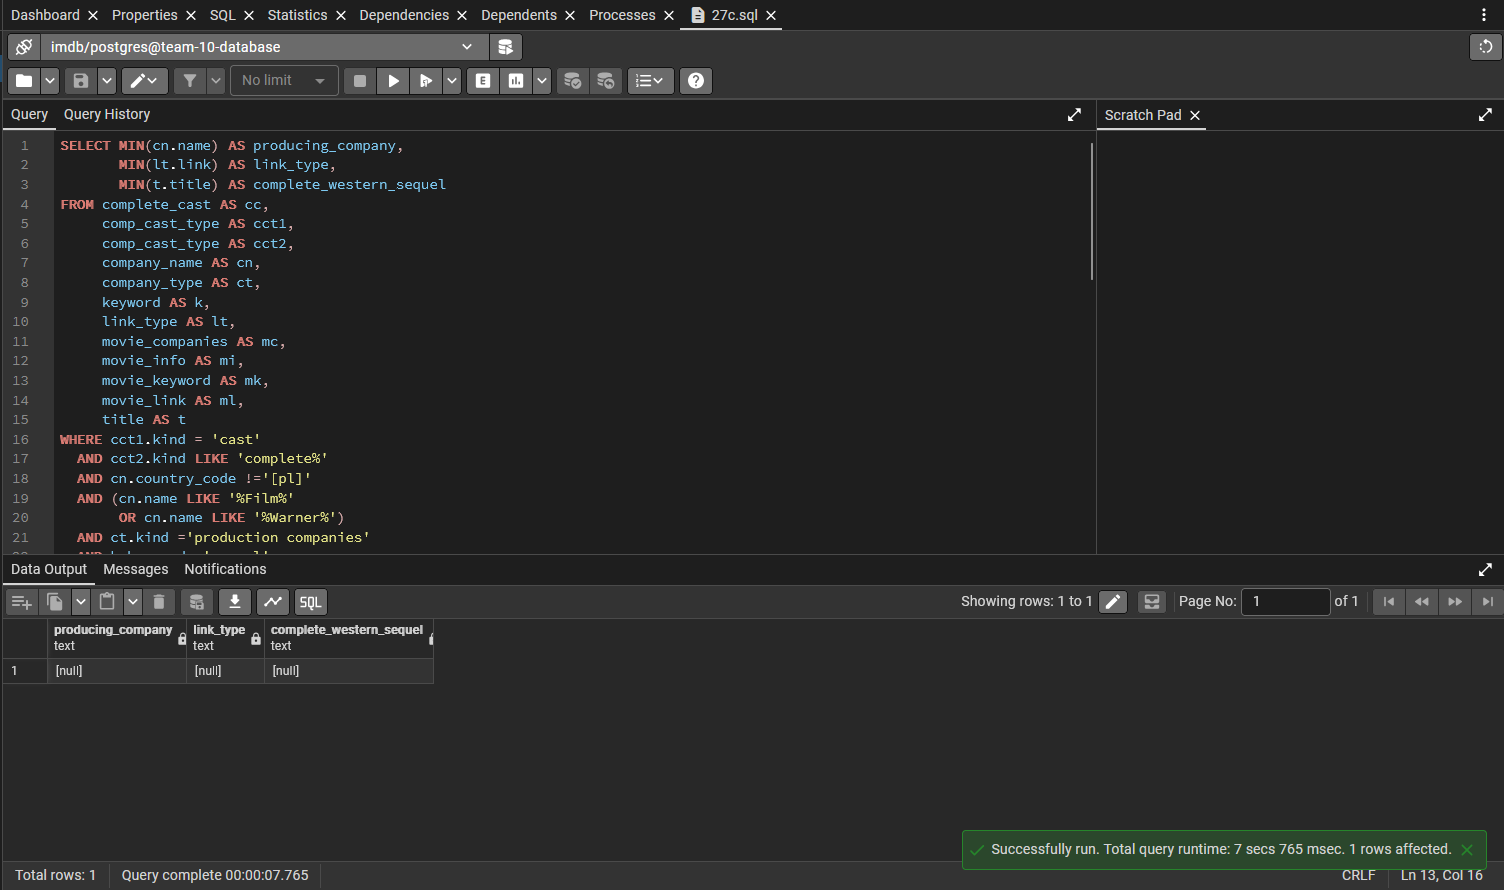 Dashboard Properties SQL Statistics Dependencies Dependents Processes 27c.sql
imdb/postgres@team-10-database
No limit
Query Query History Scratch Pad
1 SELECT MIN(cn.name) AS producing_company,
2 MIN(lt.link) AS link_type,
3 MIN(t.title) AS complete_western_sequel
4 FROM complete_cast AS cc,
5 comp_cast_type AS cct1,
6 comp_cast_type AS cct2,
7 company_name AS cn,
8 company_type AS ct,
9 keyword AS k,
10 link_type AS lt,
11 movie_companies AS mc,
12 movie_info AS mi,
13 movie_keyword AS mk,
14 movie_link AS ml,
15 title AS t
16 WHERE cct1.kind = 'cast'
17 AND cct2.kind LIKE 'complete%'
18 AND cn.country_code !='[pl]'
19 AND (cn.name LIKE '%Film%'
20 OR cn.name LIKE '%Warner%')
21 AND ct.kind ='production companies'
Data Output Messages Notifications
SQL Showing rows: 1 to 1 Page No: 1 of 1
producing_company link_type complete_western_sequel
text text text
1 [null] [null] [null]
Successfully run. Total query runtime: 7 secs 765 msec. 1 rows affected.
Total rows: 1 Query complete 00:00:07.765 CRLF Ln 13, Col 16